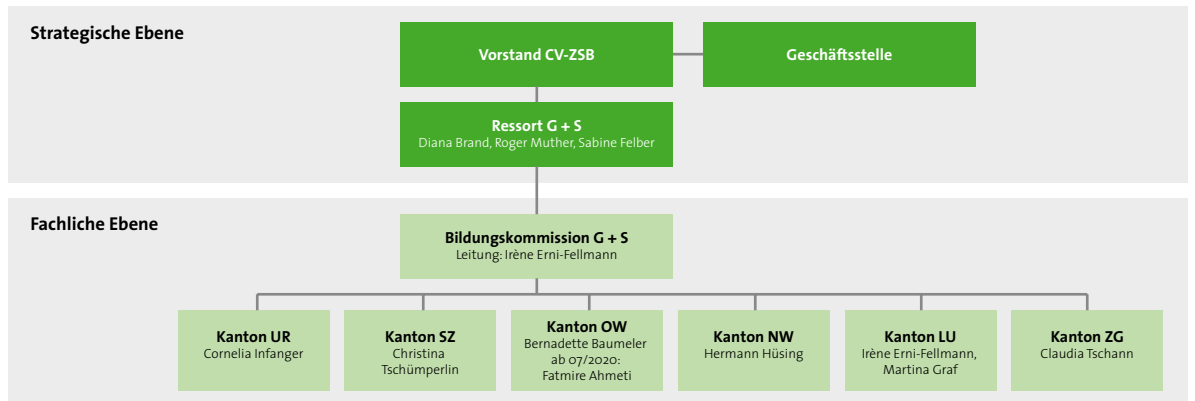 Strategische Ebene
Vorstand CV-ZSB
Geschäftsstelle
Ressort G + S
Diana Brand, Roger Muther, Sabine Felber
Fachliche Ebene
Bildungskommission G + S
Leitung: Irène Erni-Fellmann
Kanton UR
Cornelia Infanger
Kanton SZ
Christina
Tschümperlin
Kanton OW
Bernadette Baumeler
ab 07/2020:
Fatmire Ahmeti
Kanton NW
Hermann Hüsing
Kanton LU
Irène Erni-Fellmann,
Martina Graf
Kanton ZG
Claudia Tschann